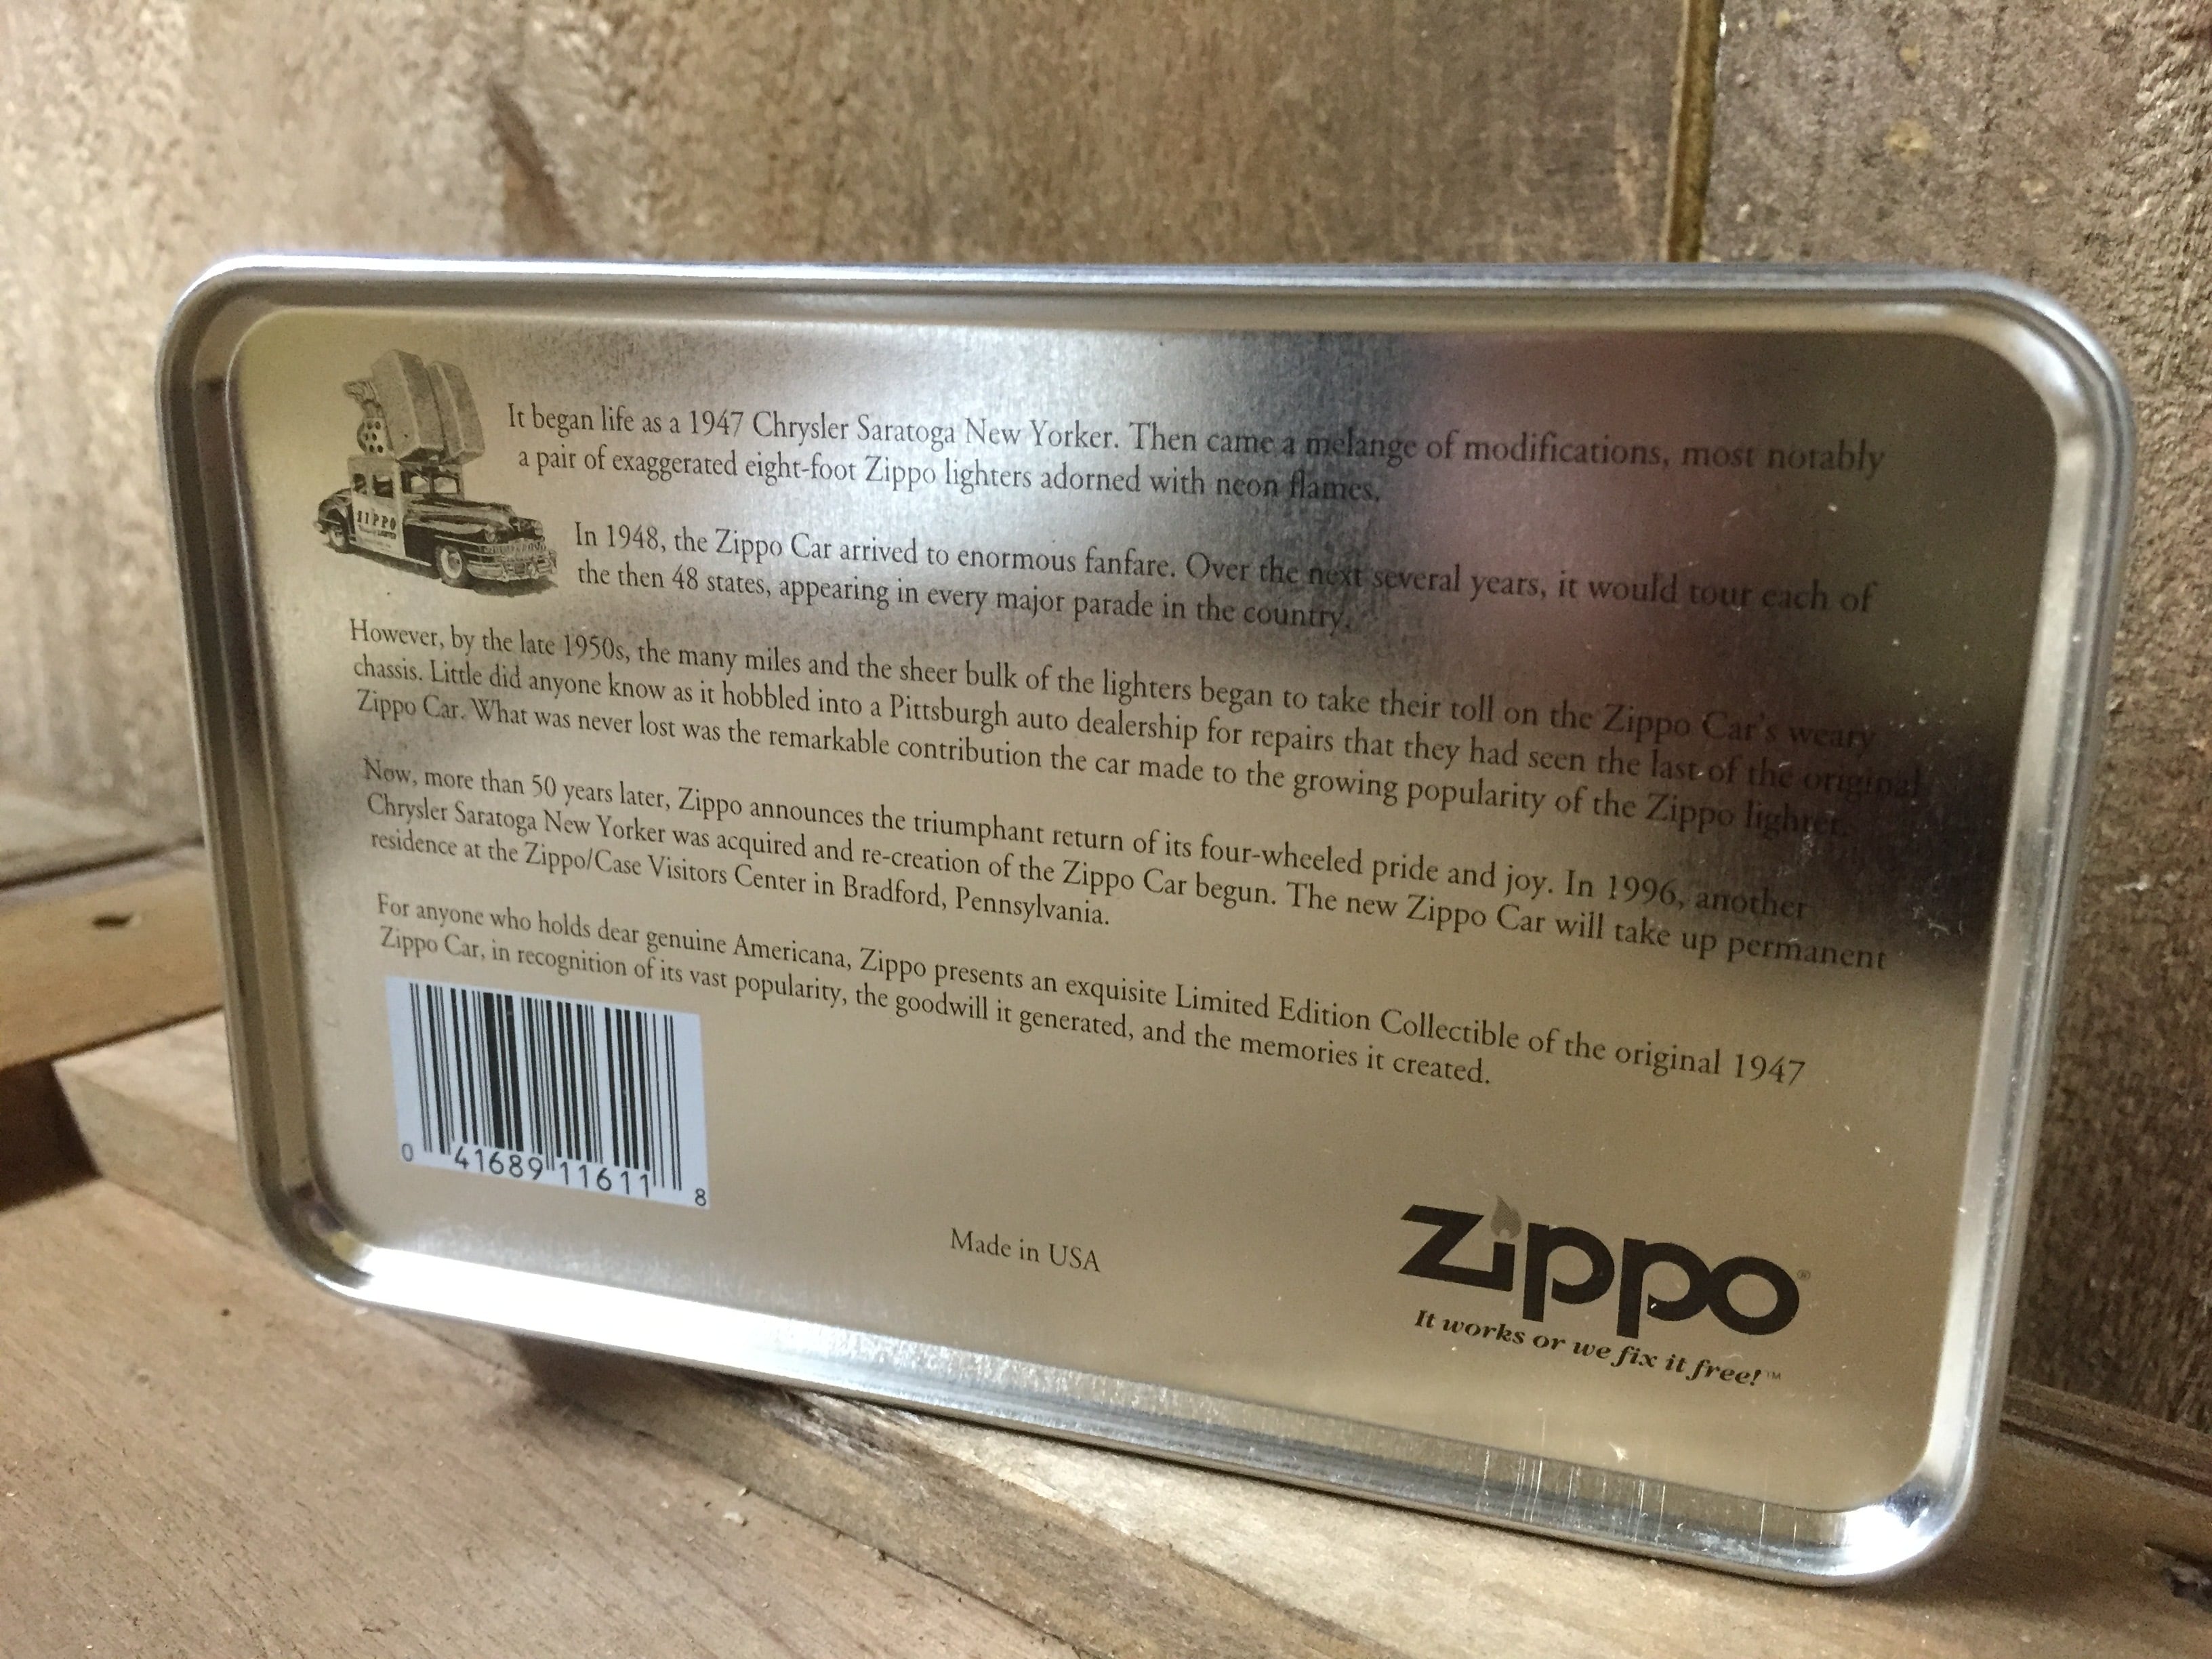 It began life as a 1947 Chrysler Saratoga New Yorker. Then came a melange of modifications, most notably
a pair of exaggerated eight-foot Zippo lighters adorned with neon flames.
ZIPPO
In 1948, the Zippo Car arrived to enormous fanfare. Over the next several years, it would tour each of
the then 48 states, appearing in every major parade in the country.
However, by the late 1950s, the many miles and the sheer bulk of the lighters began to take their toll on the Zippo Car's weary
chassis. Little did anyone know as it hobbled into a Pittsburgh auto dealership for repairs that they had seen the last of the original
Zippo Car. What was never lost was the remarkable contribution the car made to the growing popularity of the Zippo lighter.
Now, more than 50 years later, Zippo announces the triumphant return of its four-wheeled pride and joy. In 1996, another
Chrysler Saratoga New Yorker was acquired and re-creation of the Zippo Car begun. The new Zippo Car will take up permanent
residence at the Zippo/Case Visitors Center in Bradford, Pennsylvania.
For anyone who holds dear genuine Americana, Zippo presents an exquisite Limited Edition Collectible of the original 1947
Zippo Car, in recognition of its vast popularity, the goodwill it generated, and the memories it created.
0 41689 11611 8
Made in USA
zippo®
It works or we fix it free!™